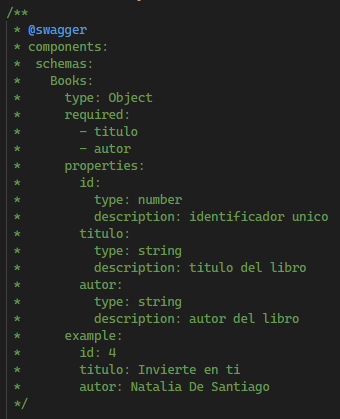 /**
 * @swagger
 * components:
 *  schemas:
 *    Books:
 *      type: Object
 *      required:
 *        - titulo
 *        - autor
 *      properties:
 *        id:
 *          type: number
 *          description: identificador unico
 *        titulo:
 *          type: string
 *          description: titulo del libro
 *        autor:
 *          type: string
 *          description: autor del libro
 *      example:
 *        id: 4
 *        titulo: Invierte en ti
 *        autor: Natalia De Santiago
 */